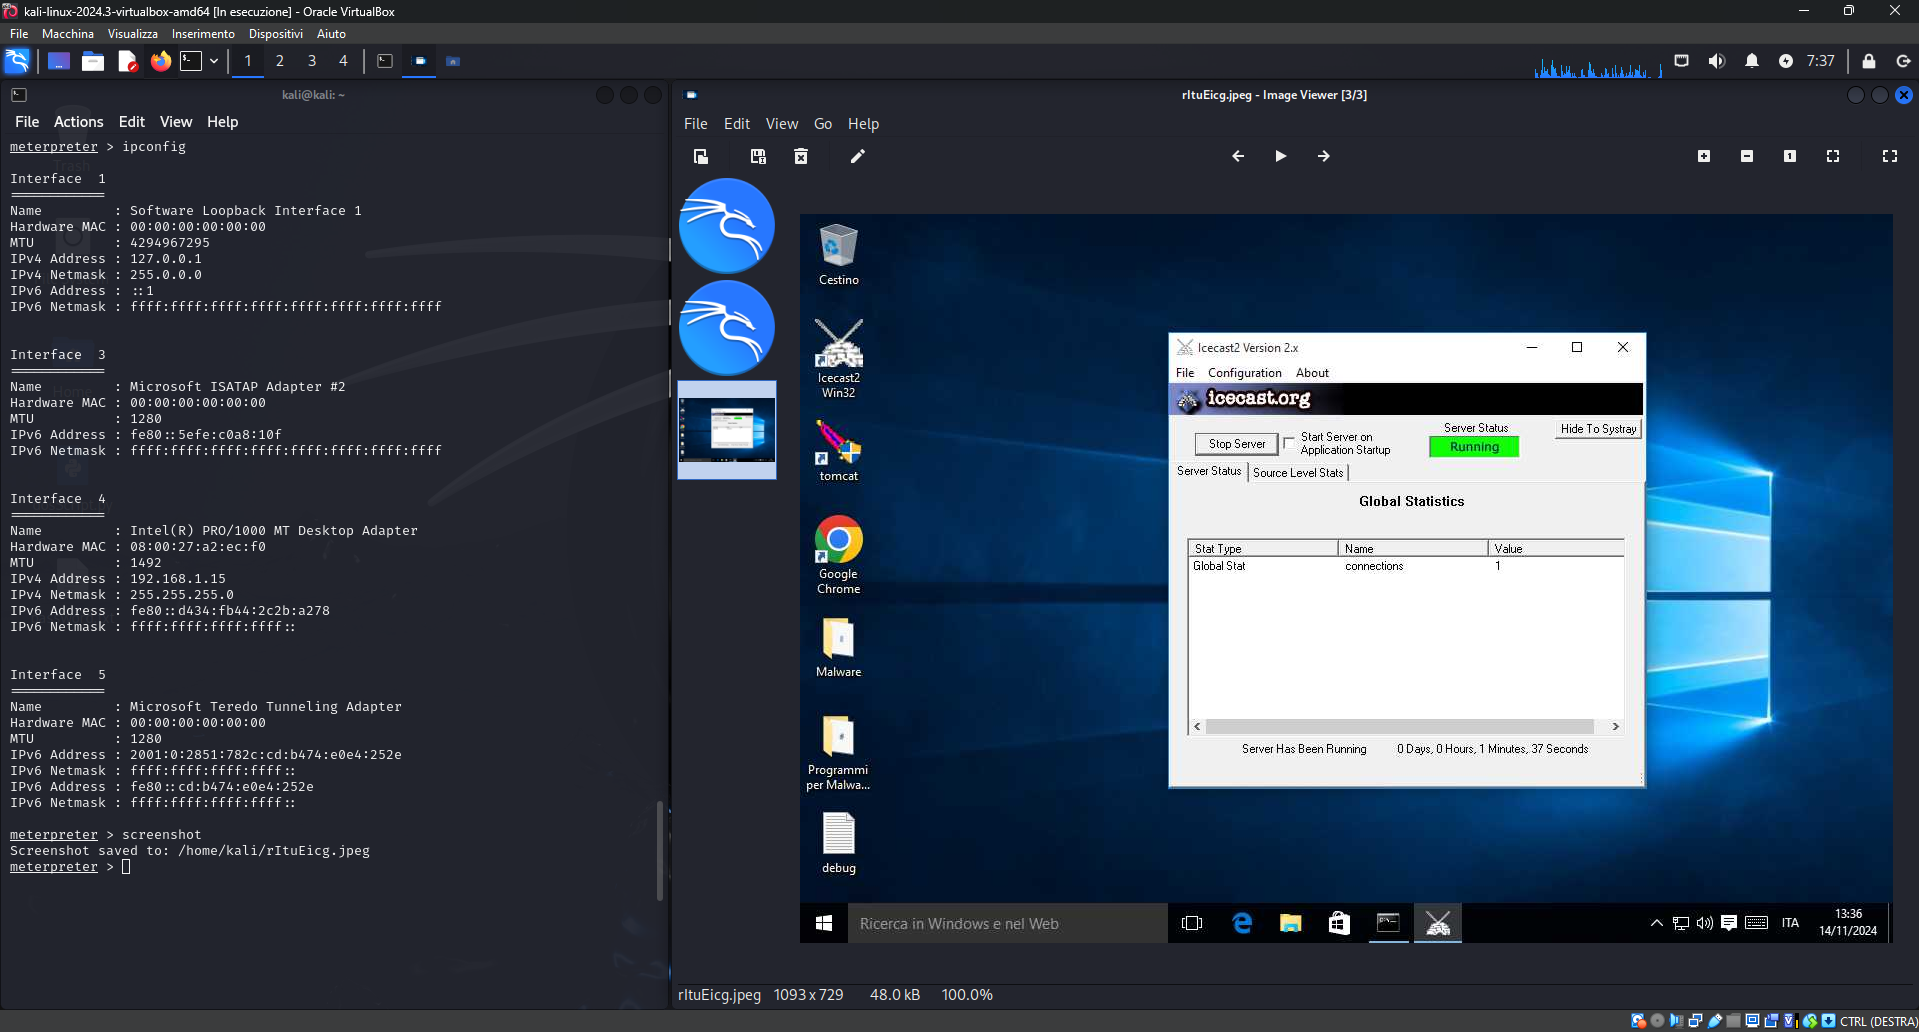 kali-linux-2024.3-virtualbox-amd64 [In esecuzione] - Oracle VirtualBox
File Macchina Visualizza Inserimento Dispositivi Aiuto
1 2 3 4
7:37
kali@kali: ~
File Actions Edit View Help
meterpreter > ipconfig
Interface 1
============
Name : Software Loopback Interface 1
Hardware MAC : 00:00:00:00:00:00
MTU : 4294967295
IPv4 Address : 127.0.0.1
IPv4 Netmask : 255.0.0.0
IPv6 Address : ::1
IPv6 Netmask : ffff:ffff:ffff:ffff:ffff:ffff:ffff:ffff
Interface 3
============
Name : Microsoft ISATAP Adapter #2
Hardware MAC : 00:00:00:00:00:00
MTU : 1280
IPv6 Address : fe80::5efe:c0a8:10f
IPv6 Netmask : ffff:ffff:ffff:ffff:ffff:ffff:ffff:ffff
Interface 4
============
Name : Intel(R) PRO/1000 MT Desktop Adapter
Hardware MAC : 08:00:27:a2:ec:f0
MTU : 1492
IPv4 Address : 192.168.1.15
IPv4 Netmask : 255.255.255.0
IPv6 Address : fe80::d434:fb44:2c2b:a278
IPv6 Netmask : ffff:ffff:ffff:ffff::
Interface 5
============
Name : Microsoft Teredo Tunneling Adapter
Hardware MAC : 00:00:00:00:00:00
MTU : 1280
IPv6 Address : 2001:0:2851:782c:cd:b474:e0e4:252e
IPv6 Netmask : ffff:ffff:ffff:ffff::
IPv6 Address : fe80::cd:b474:e0e4:252e
IPv6 Netmask : ffff:ffff:ffff:ffff::
meterpreter > screenshot
Screenshot saved to: /home/kali/rItuEicg.jpeg
meterpreter >
rItuEicg.jpeg - Image Viewer [3/3]
File Edit View Go Help
Cestino
Icecast2
Win32
tomcat
Google
Chrome
Malware
Programmi
per Malwa...
debug
Icecast2 Version 2.x
File Configuration About
icecast.org
Stop Server
Start Server on
Application Startup
Server Status
Running
Hide To Systray
Server Status Source Level Stats
Global Statistics
Stat Type Name Value
Global Stat connections 1
Server Has Been Running 0 Days, 0 Hours, 1 Minutes, 37 Seconds
Ricerca in Windows e nel Web
ITA
13:36
14/11/2024
rItuEicg.jpeg 1093 x 729 48.0 kB 100.0%
CTRL (DESTRA)